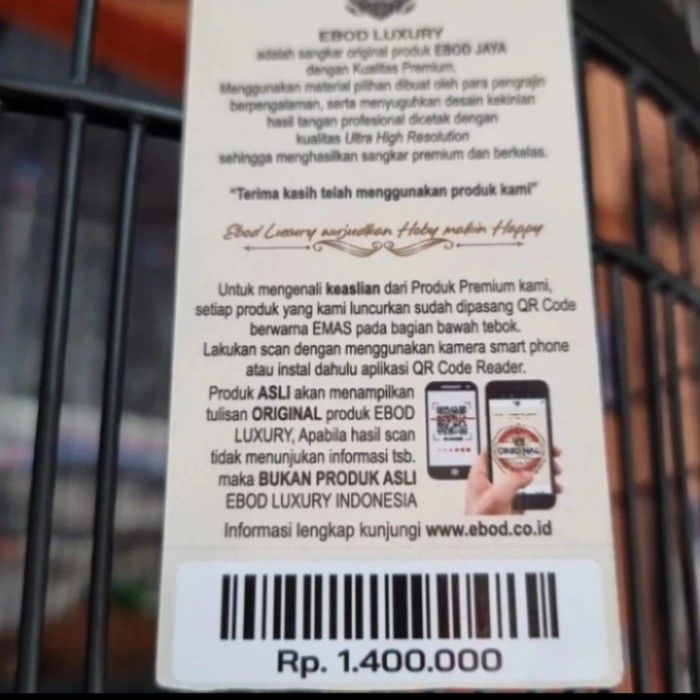 EBOD LUXURY
adalah sangkar original produk EBOD JAYA
dengan Kualitas Premium.
Menggunakan material pilihan dibuat oleh para pengrajin
berpengalaman, serta menyuguhkan desain kekinian
hasil tangan profesional dicetak dengan
kualitas Ultra High Resolution
sehingga menghasilkan sangkar premium dan berkelas.
"Terima kasih telah menggunakan produk kami"
Ebod Luxury wujudkan Hoby makin Happy
Untuk mengenali keaslian dari Produk Premium kami,
setiap produk yang kami luncurkan sudah dipasang QR Code
berwarna EMAS pada bagian bawah tebok.
Lakukan scan dengan menggunakan kamera smart phone
atau instal dahulu aplikasi QR Code Reader.
Produk ASLI akan menampilkan
tulisan ORIGINAL produk EBOD
LUXURY, Apabila hasil scan
tidak menunjukan informasi tsb.
maka BUKAN PRODUK ASLI
EBOD LUXURY INDONESIA
ORIGINAL
Informasi lengkap kunjungi www.ebod.co.id
Rp. 1.400.000